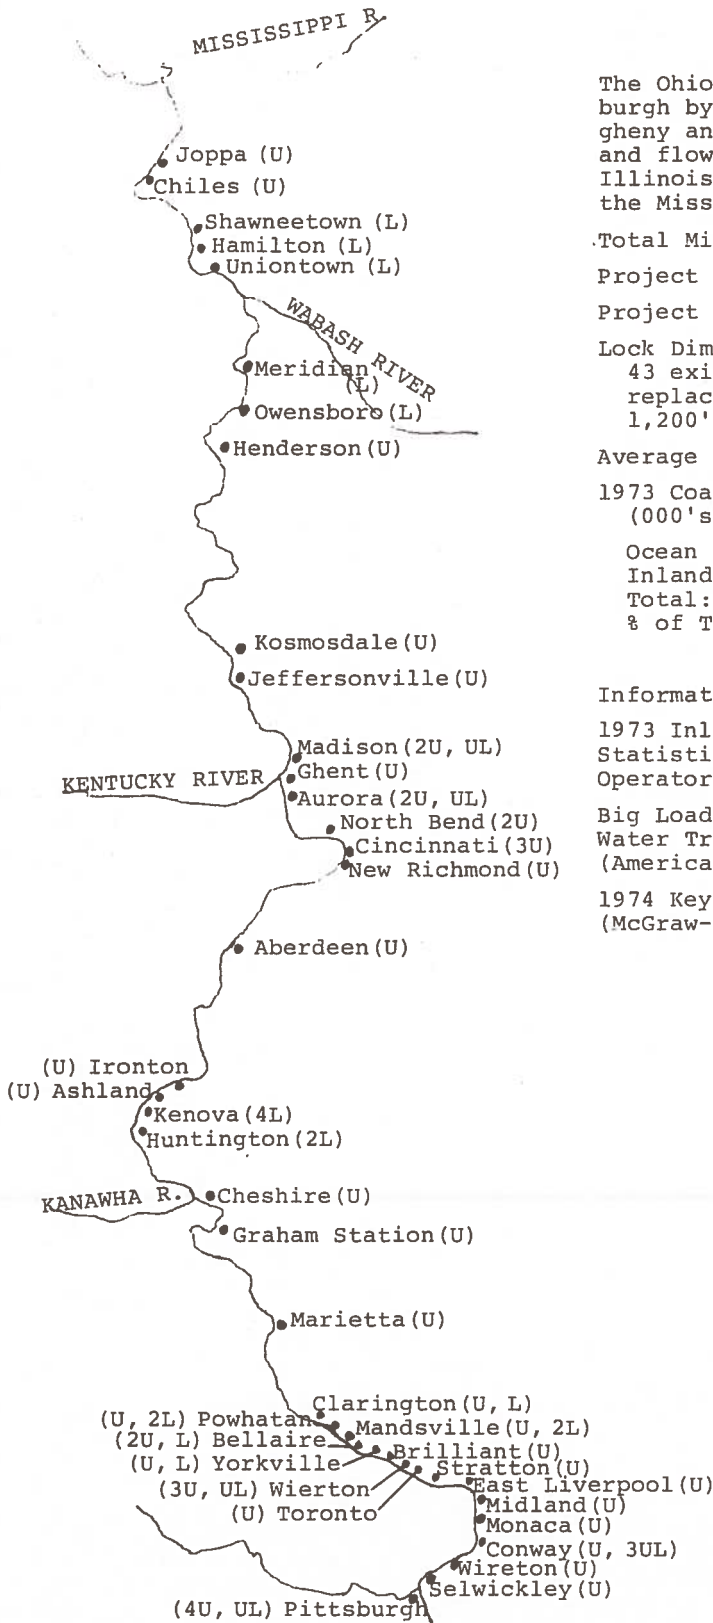 MISSISSIPPI R.
Joppa (U)
Chiles (U)
Shawneetown (L)
Hamilton (L)
Uniontown (L)
WABASH RIVER
Meridian
(L)
Owensboro (L)
Henderson (U)
Kosmosdale (U)
Jeffersonville (U)
Madison (2U, UL)
KENTUCKY RIVER
Ghent (U)
Aurora (2U, UL)
North Bend (2U)
Cincinnati (3U)
New Richmond (U)
Aberdeen (U)
(U) Ironton
(U) Ashland
Kenova (4L)
Huntington (2L)
KANAWHA R.
Cheshire (U)
Graham Station (U)
Marietta (U)
Clarington (U, L)
(U, 2L) Powhatan
Mandsville (U, 2L)
(2U, L) Bellaire
Brilliant (U)
(U, L) Yorkville
Stratton (U)
(3U, UL) Wierton
East Liverpool (U)
(U) Toronto
Midland (U)
Monaca (U)
Conway (U, 3UL)
Wireton (U)
Selwickley (U)
(4U, UL) Pittsburgh
The Ohio
burgh by
gheny an
and flow
Illinois
the Miss
Total Mi
Project
Project
Lock Dim
43 exi
replac
1,200'
Average
1973 Coa
(000's
Ocean
Inland
Total:
% of T
Informat
1973 Inl
Statisti
Operator
Big Load
Water Tr
(America
1974 Key
(McGraw-